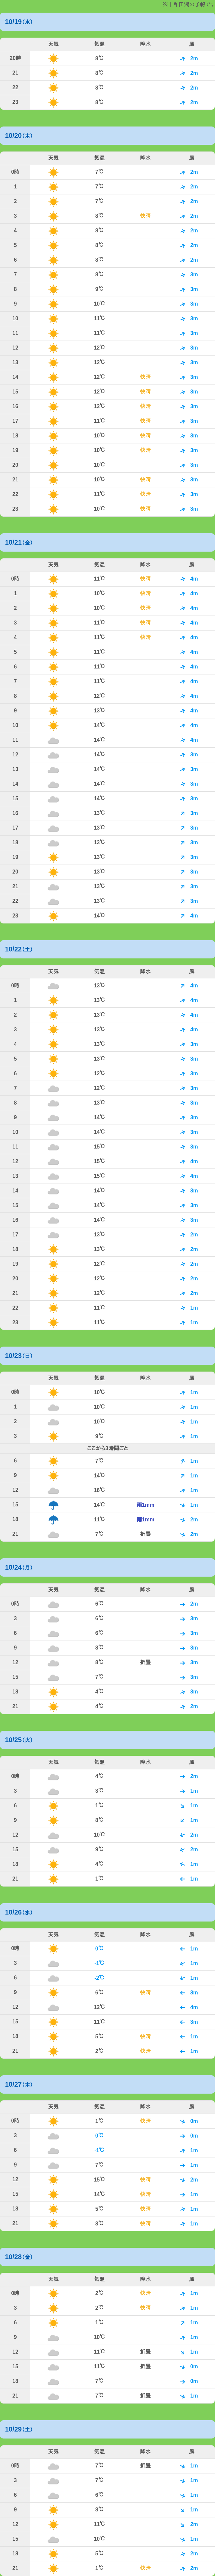 ※十和田湖の予報です
10/19(水)
天気 気温 降水 風
20時 8℃ 2m
21 8℃ 2m
22 8℃ 2m
23 8℃ 2m
10/20(木)
天気 気温 降水 風
0時 7℃ 2m
1 7℃ 2m
2 7℃ 2m
3 8℃ 快晴 2m
4 8℃ 2m
5 8℃ 2m
6 8℃ 2m
7 8℃ 3m
8 9℃ 3m
9 10℃ 3m
10 11℃ 3m
11 11℃ 3m
12 12℃ 3m
13 12℃ 3m
14 12℃ 快晴 3m
15 12℃ 快晴 3m
16 12℃ 快晴 3m
17 11℃ 快晴 3m
18 10℃ 快晴 3m
19 10℃ 快晴 3m
20 10℃ 3m
21 10℃ 快晴 3m
22 11℃ 快晴 3m
23 10℃ 快晴 3m
10/21(金)
天気 気温 降水 風
0時 11℃ 快晴 4m
1 10℃ 快晴 4m
2 10℃ 快晴 4m
3 11℃ 快晴 4m
4 11℃ 快晴 4m
5 11℃ 4m
6 11℃ 4m
7 11℃ 4m
8 12℃ 4m
9 13℃ 4m
10 14℃ 4m
11 14℃ 4m
12 14℃ 3m
13 14℃ 3m
14 14℃ 3m
15 14℃ 3m
16 13℃ 3m
17 13℃ 3m
18 13℃ 3m
19 13℃ 3m
20 13℃ 3m
21 13℃ 3m
22 13℃ 3m
23 14℃ 4m
10/22(土)
天気 気温 降水 風
0時 13℃ 4m
1 13℃ 4m
2 13℃ 4m
3 13℃ 4m
4 13℃ 3m
5 13℃ 3m
6 12℃ 3m
7 12℃ 3m
8 13℃ 3m
9 14℃ 3m
10 14℃ 3m
11 15℃ 3m
12 15℃ 4m
13 15℃ 4m
14 14℃ 3m
15 14℃ 3m
16 14℃ 3m
17 13℃ 2m
18 13℃ 2m
19 12℃ 2m
20 12℃ 2m
21 12℃ 2m
22 11℃ 1m
23 11℃ 1m
10/23(日)
天気 気温 降水 風
0時 10℃ 1m
1 10℃ 1m
2 10℃ 1m
3 9℃ 1m
ここから3時間ごと
6 7℃ 1m
9 14℃ 1m
12 16℃ 1m
15 14℃ 雨1mm 1m
18 11℃ 雨1mm 2m
21 7℃ 折畳 2m
10/24(月)
天気 気温 降水 風
0時 6℃ 2m
3 6℃ 3m
6 6℃ 3m
9 8℃ 3m
12 8℃ 折畳 3m
15 7℃ 3m
18 4℃ 3m
21 4℃ 2m
10/25(火)
天気 気温 降水 風
0時 4℃ 2m
3 3℃ 1m
6 1℃ 1m
9 8℃ 1m
12 10℃ 2m
15 9℃ 2m
18 4℃ 1m
21 1℃ 1m
10/26(水)
天気 気温 降水 風
0時 0℃ 1m
3 -1℃ 1m
6 -2℃ 1m
9 6℃ 快晴 3m
12 12℃ 4m
15 11℃ 3m
18 5℃ 快晴 1m
21 2℃ 快晴 1m
10/27(木)
天気 気温 降水 風
0時 1℃ 快晴 0m
3 0℃ 0m
6 -1℃ 1m
9 7℃ 1m
12 15℃ 快晴 2m
15 14℃ 快晴 1m
18 5℃ 快晴 1m
21 3℃ 快晴 1m
10/28(金)
天気 気温 降水 風
0時 2℃ 快晴 1m
3 2℃ 快晴 1m
6 1℃ 1m
9 10℃ 1m
12 11℃ 折畳 1m
15 11℃ 折畳 0m
18 7℃ 0m
21 7℃ 折畳 1m
10/29(土)
天気 気温 降水 風
0時 7℃ 折畳 1m
3 7℃ 1m
6 6℃ 1m
9 8℃ 1m
12 11℃ 2m
15 10℃ 1m
18 5℃ 2m
21 1℃ 快晴 2m